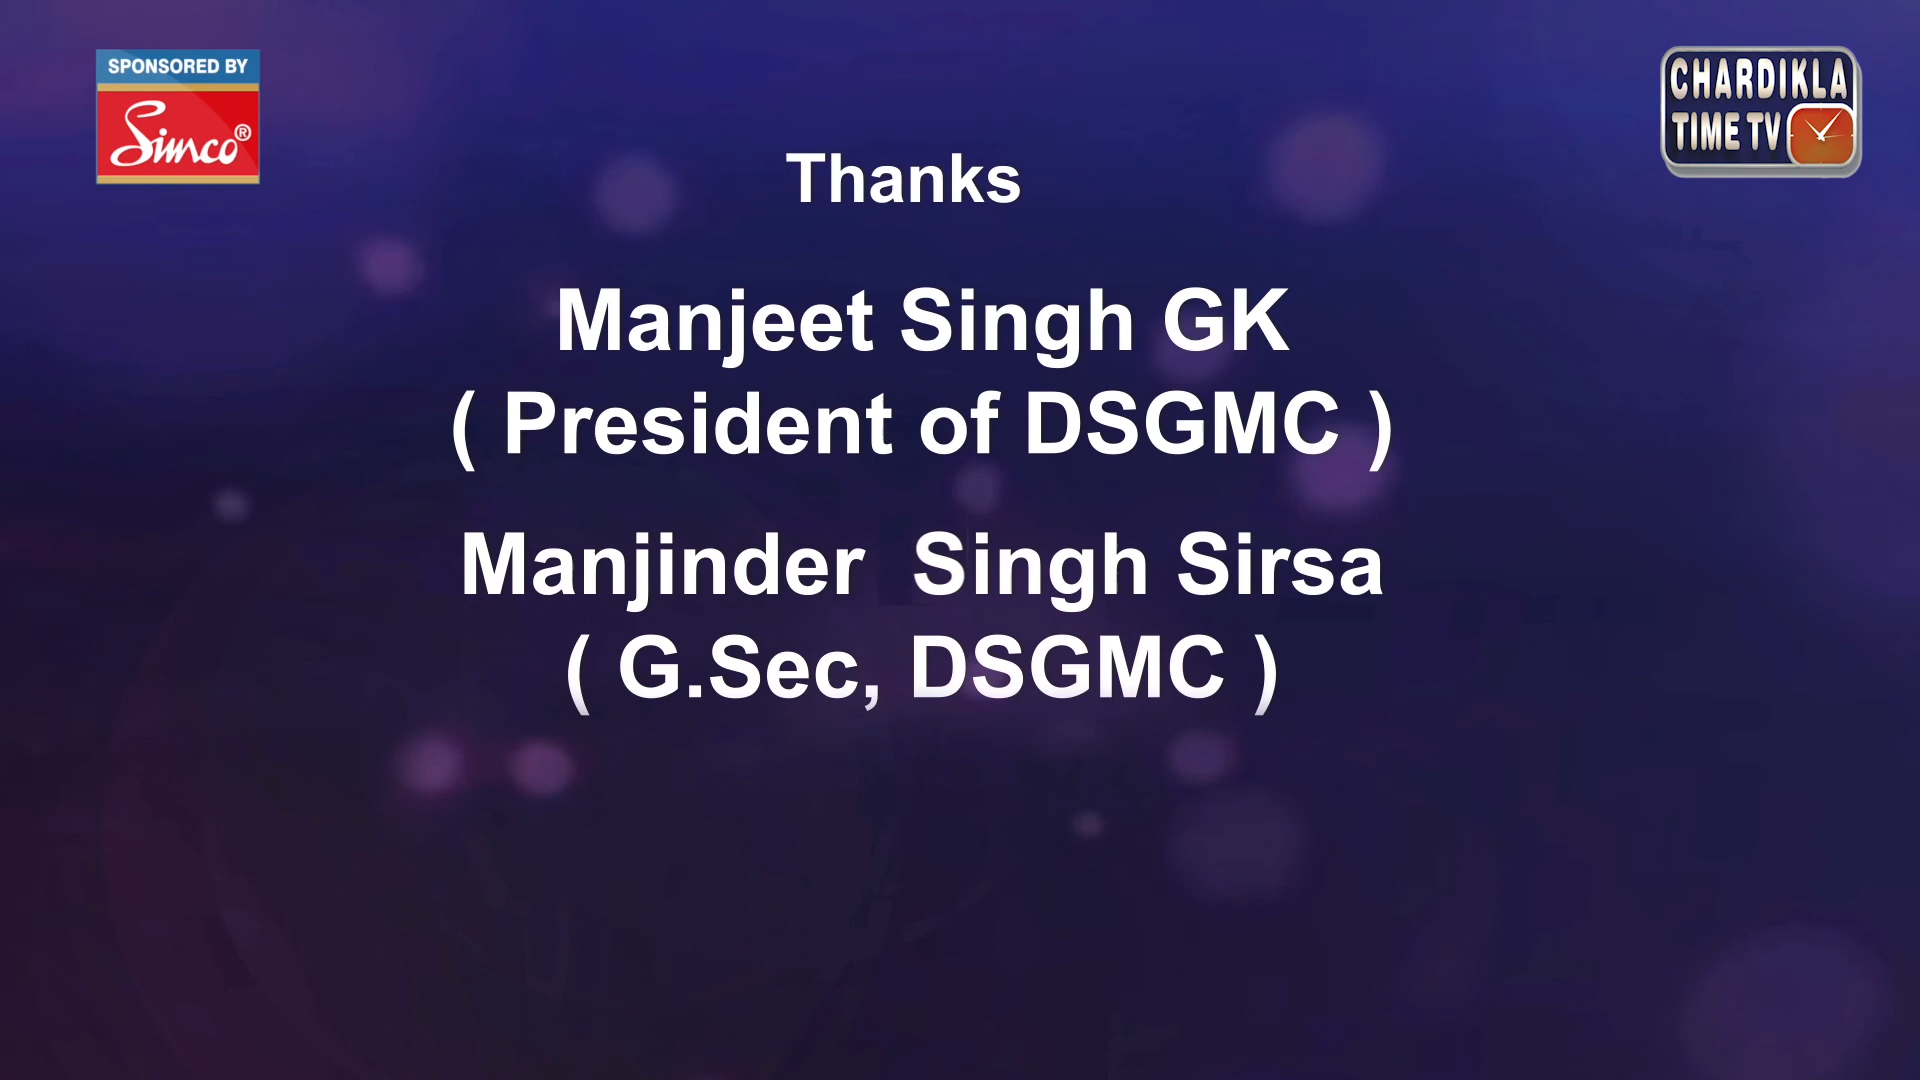 SPONSORED BY
Simco®
CHARDIKLA
TIME TV
Thanks
Manjeet Singh GK
( President of DSGMC )
Manjinder  Singh Sirsa
( G.Sec, DSGMC )